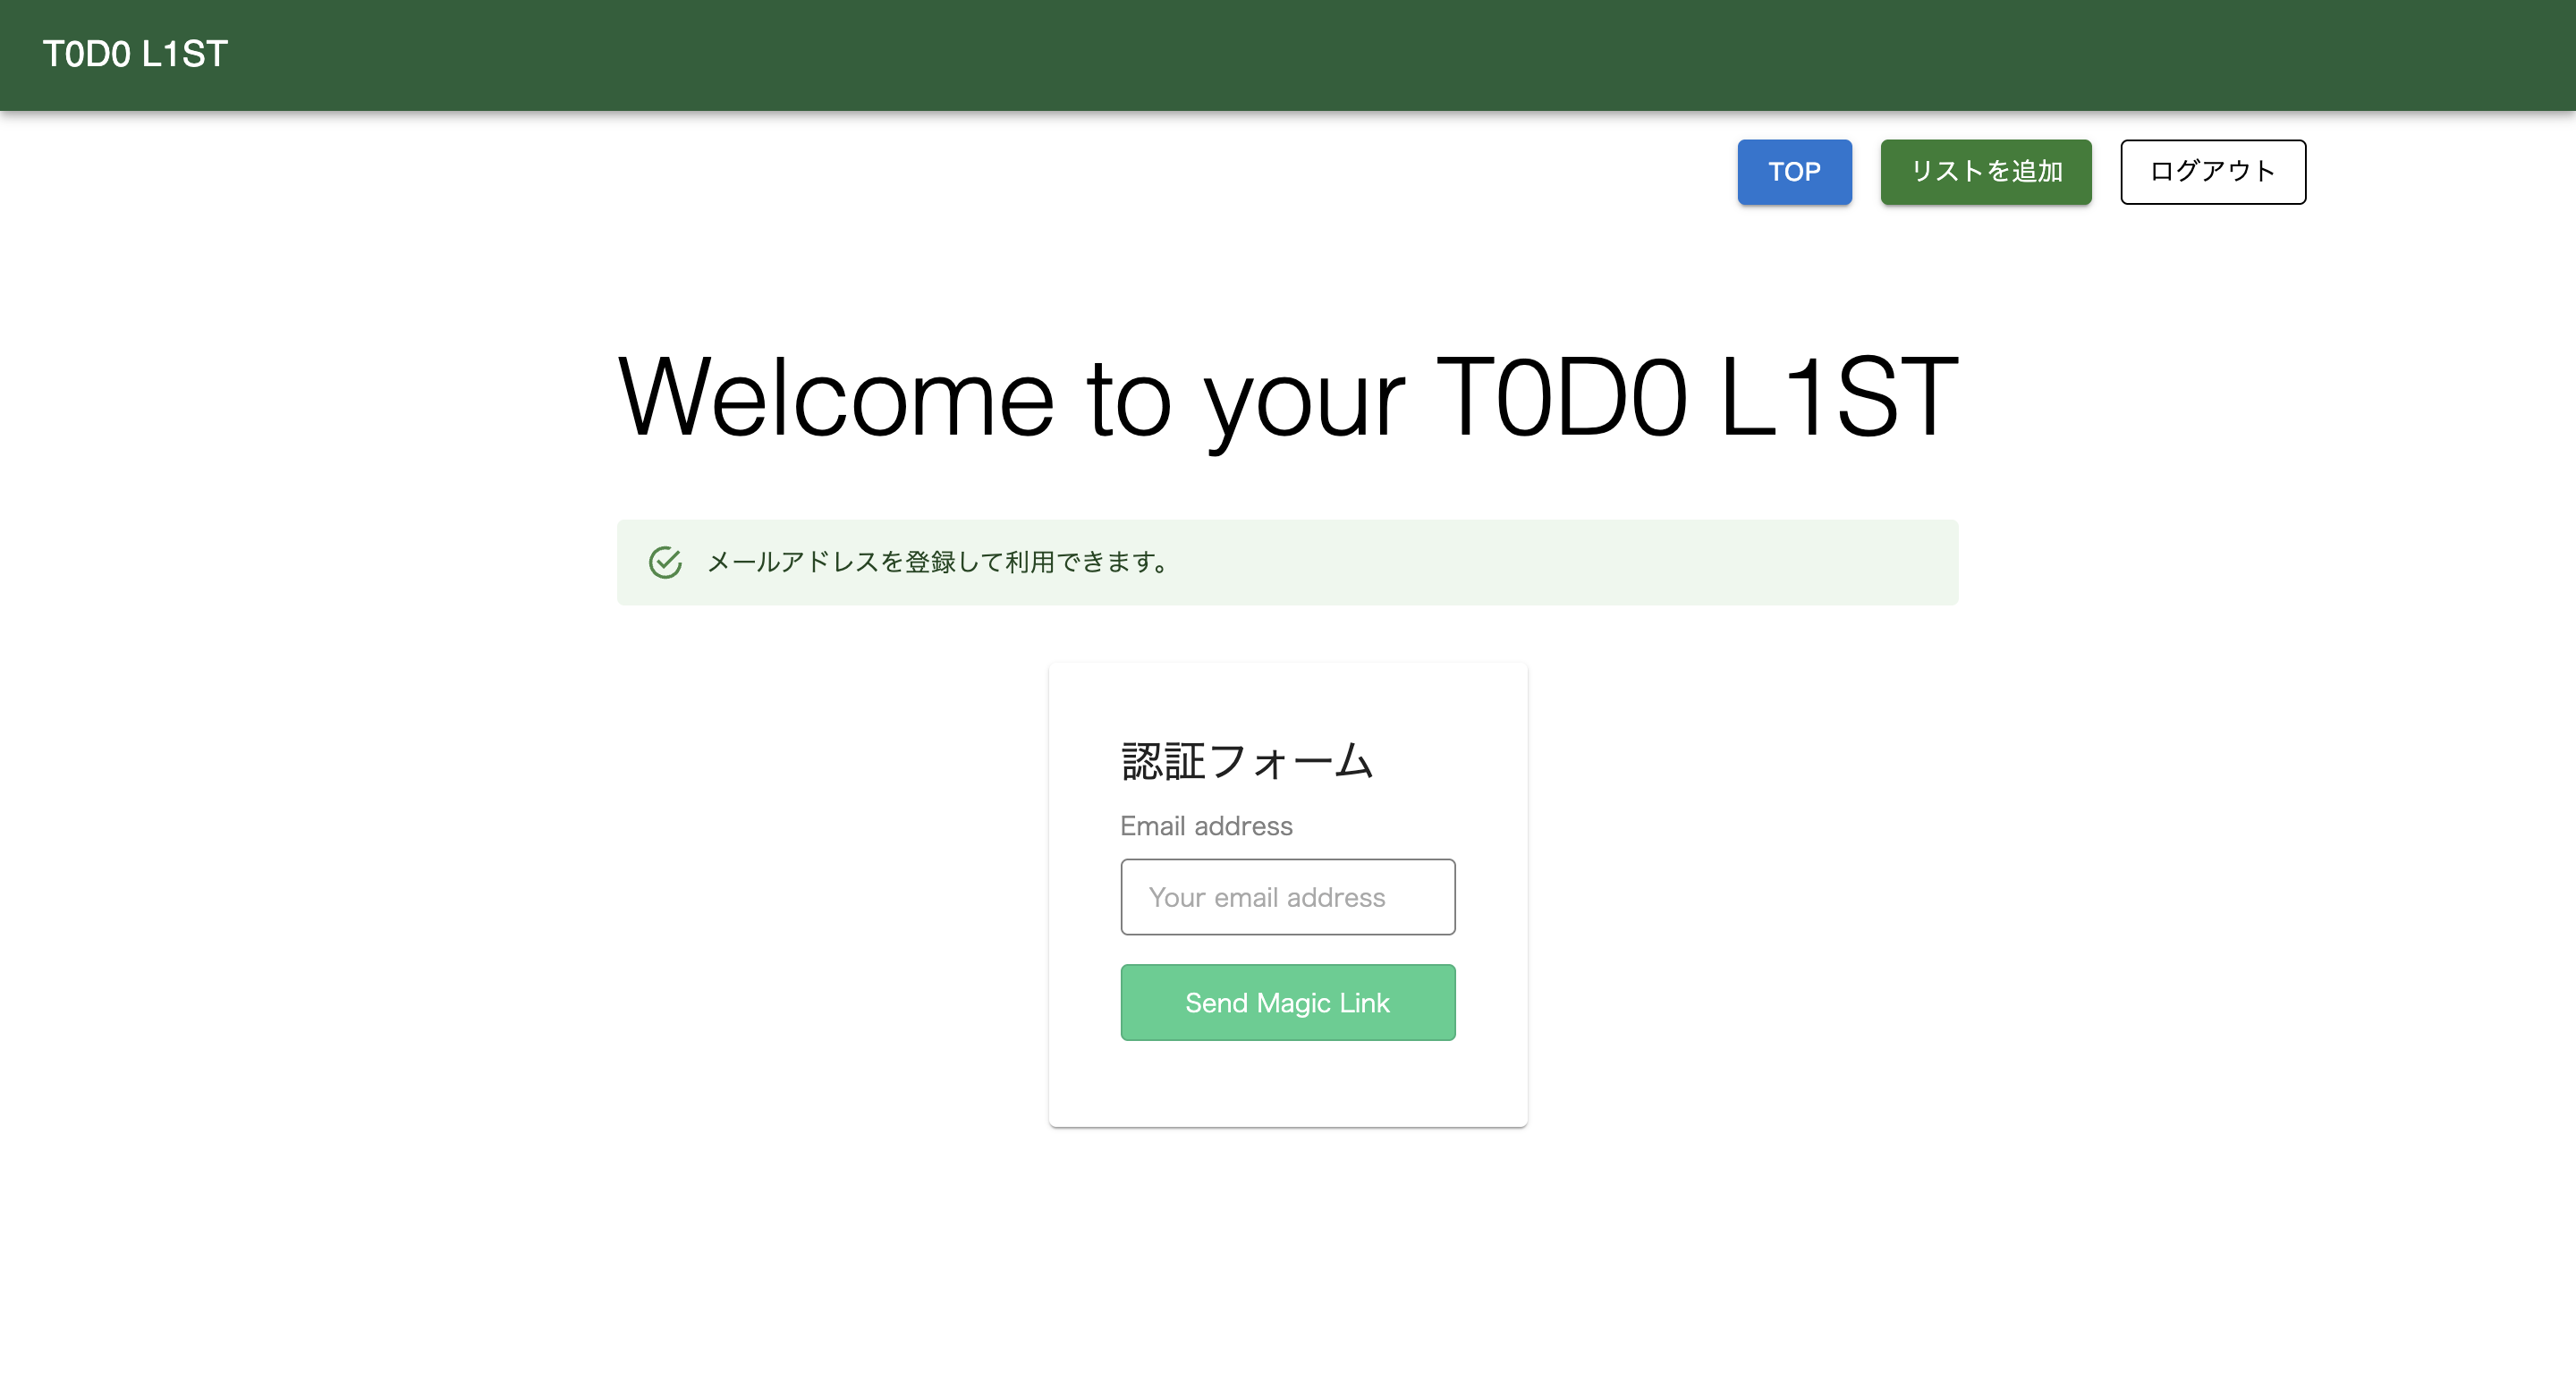 T0D0 L1ST
TOP リストを追加 ログアウト
Welcome to your T0D0 L1ST
メールアドレスを登録して利用できます。
認証フォーム
Email address
Your email address
Send Magic Link